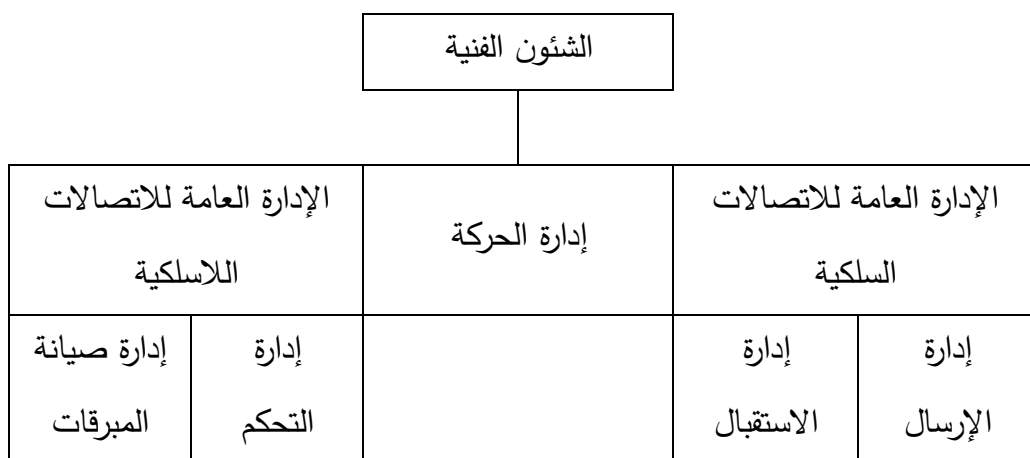 الشئون الفنية
الإدارة العامة للاتصالات
السلكية
إدارة الحركة
الإدارة العامة للاتصالات
اللاسلكية
إدارة
الإرسال
إدارة
الاستقبال
إدارة
التحكم
إدارة صيانة
المبرقات